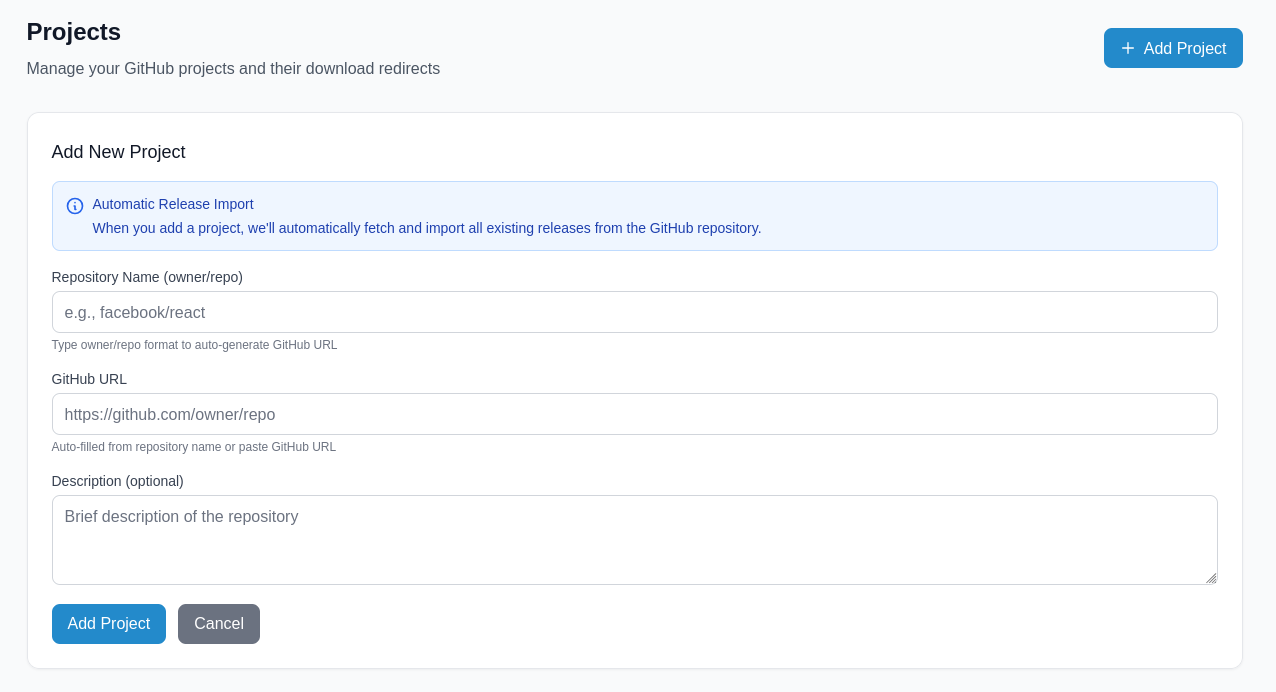 Projects
Manage your GitHub projects and their download redirects
Add Project
Add New Project
Automatic Release Import
When you add a project, we'll automatically fetch and import all existing releases from the GitHub repository.
Repository Name (owner/repo)
e.g., facebook/react
Type owner/repo format to auto-generate GitHub URL
GitHub URL
https://github.com/owner/repo
Auto-filled from repository name or paste GitHub URL
Description (optional)
Brief description of the repository
Add Project
Cancel